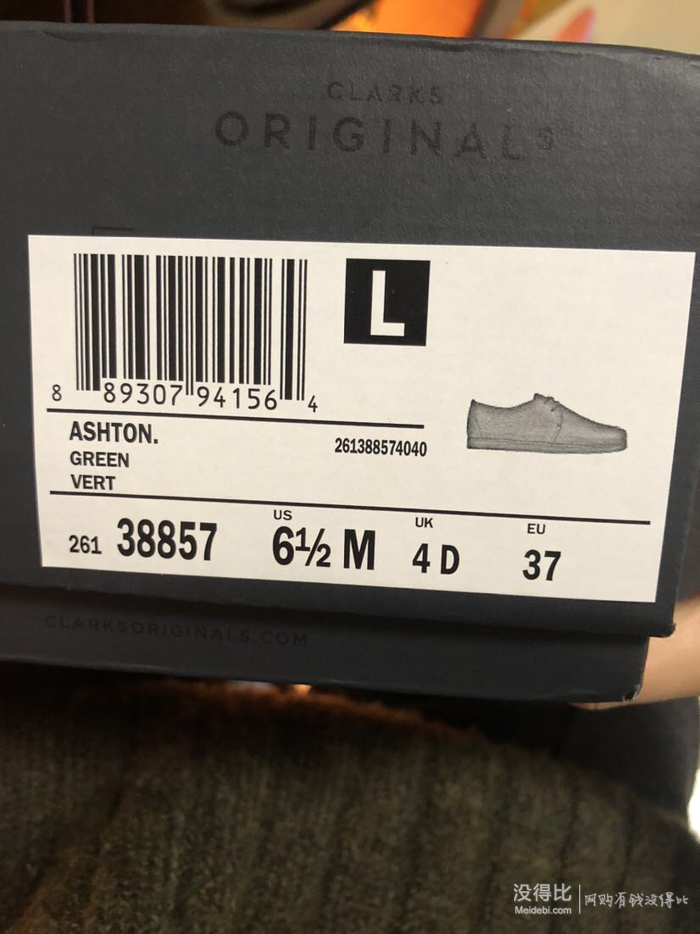 CLARKS
ORIGINALS
L
8 89307 94156 4
ASHTON.
GREEN
VERT
261388574040
261 38857
US
6½ M
UK
4 D
EU
37
CLARKSORIGINALS.COM
没得比
Meidebi.com
网购有钱没得比